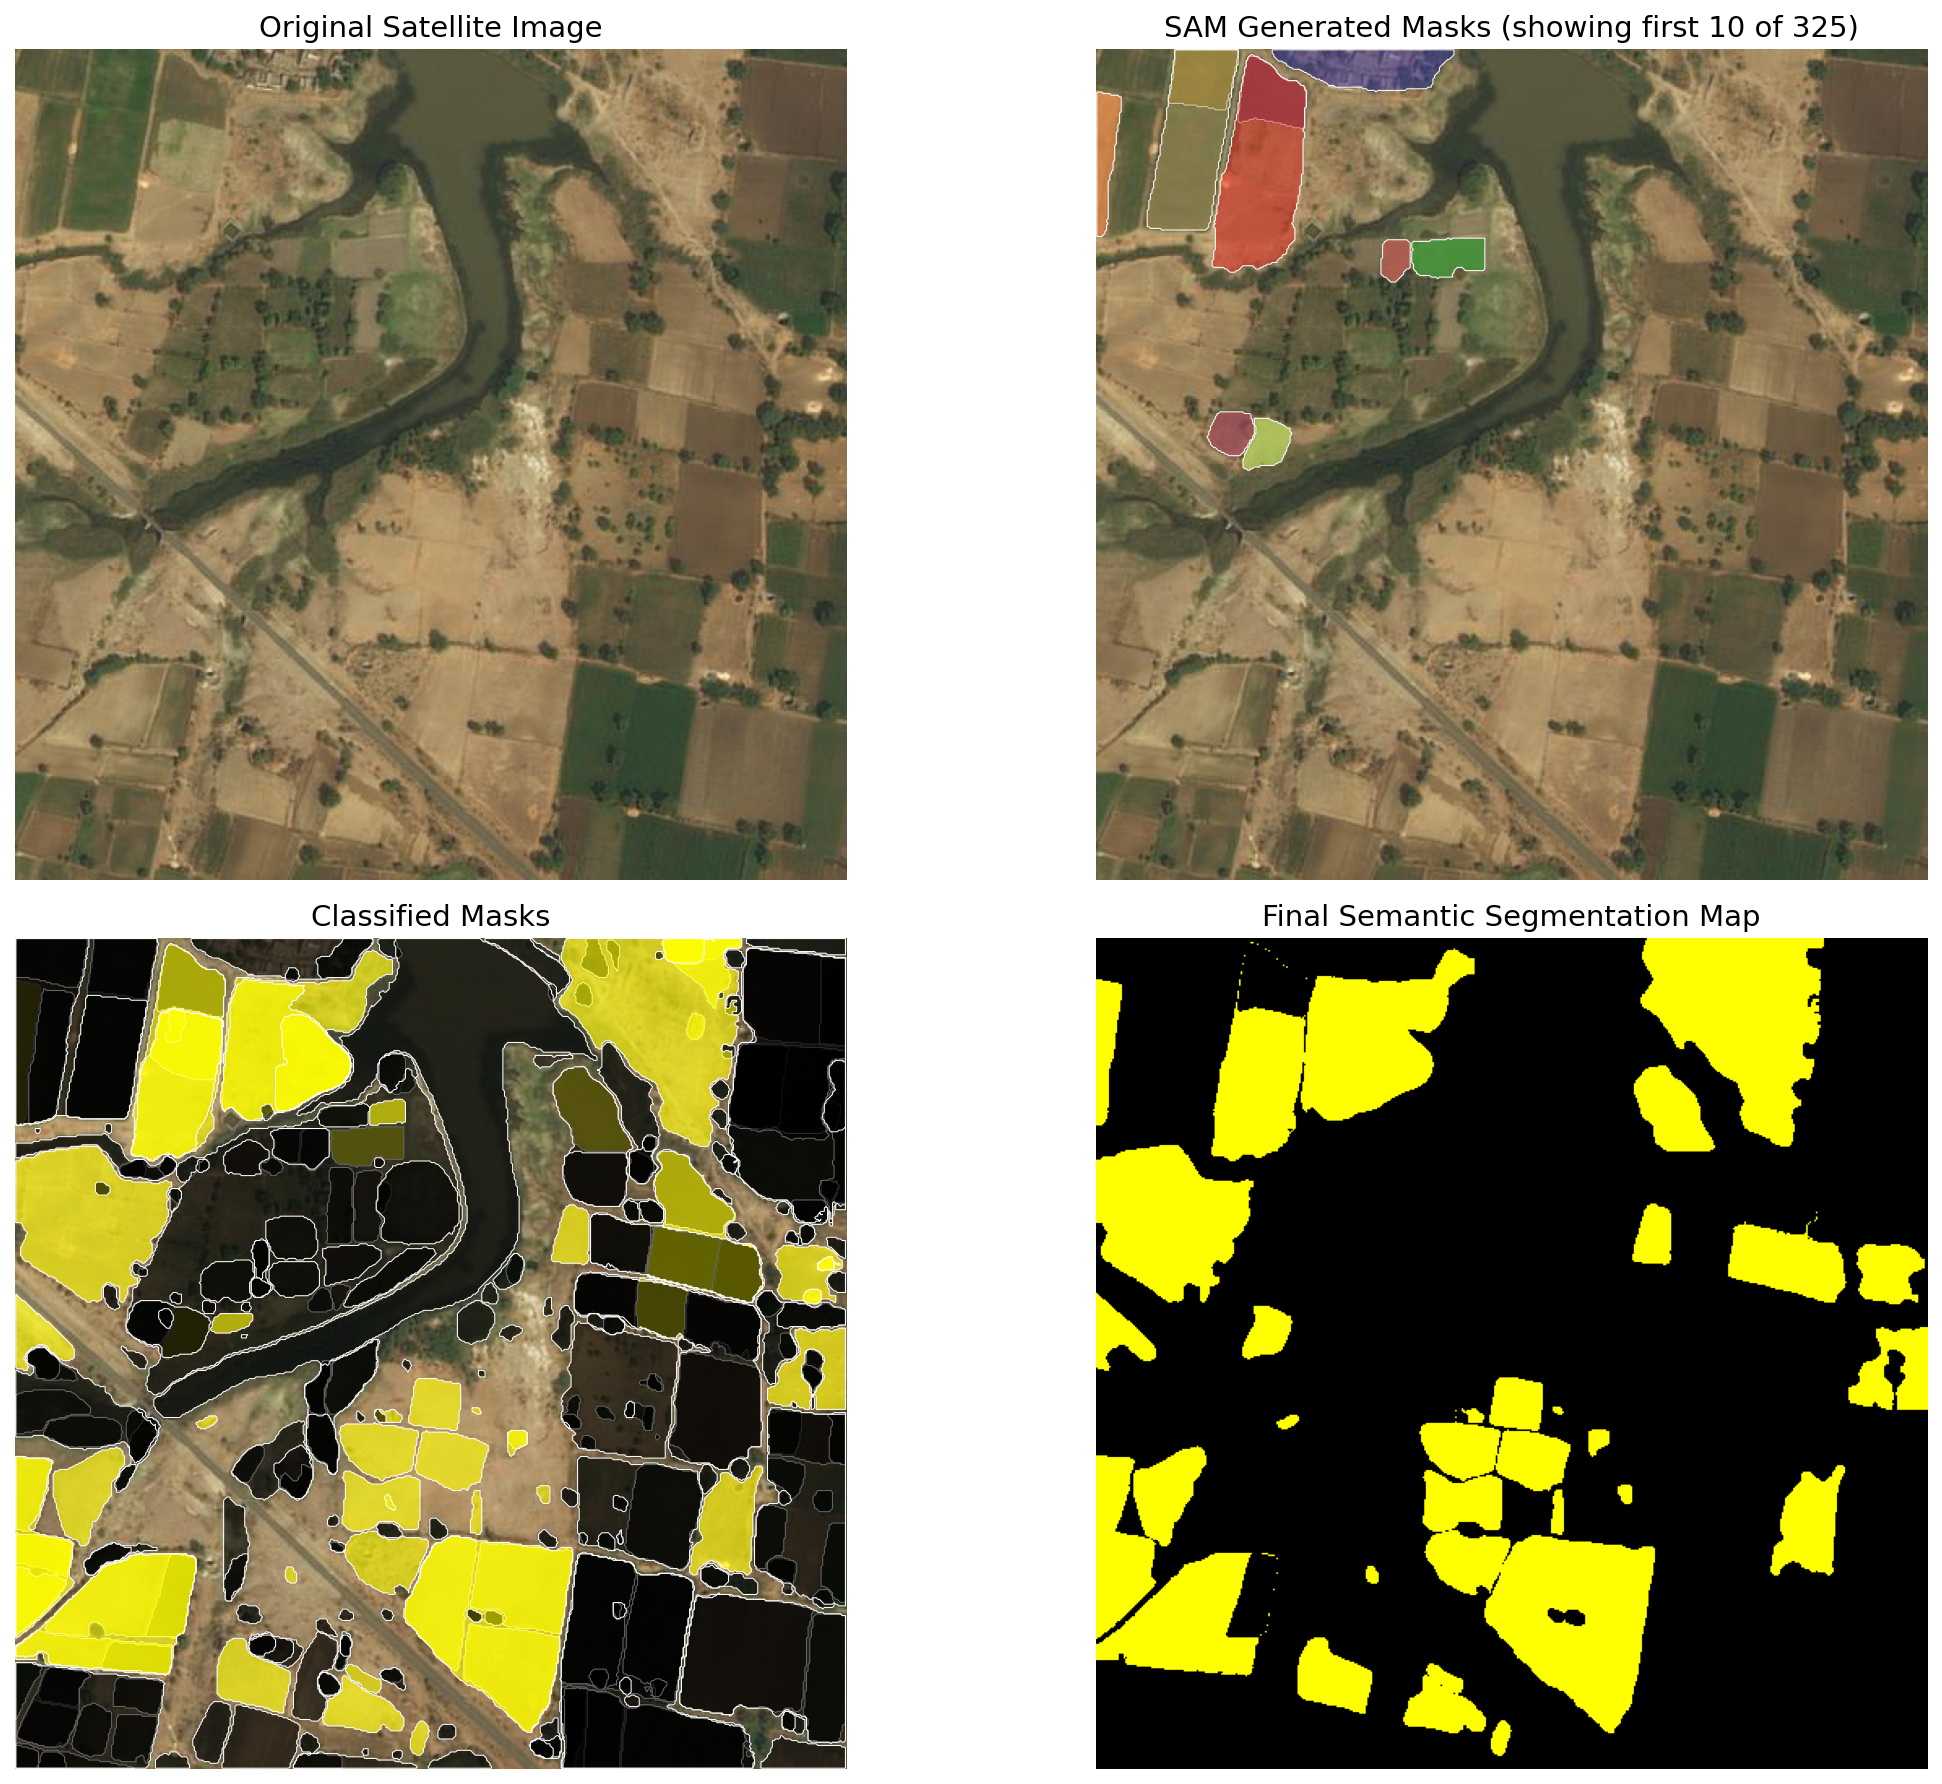 Original Satellite Image
SAM Generated Masks (showing first 10 of 325)
Classified Masks
Final Semantic Segmentation Map